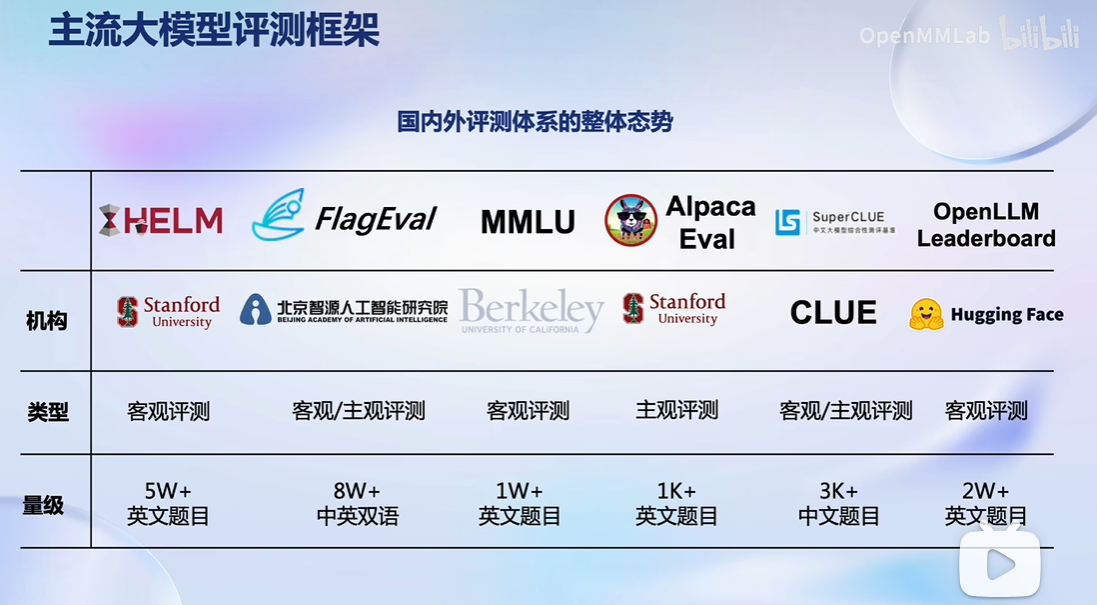 主流大模型评测框架
OpenMMLab bilibili
国内外评测体系的整体态势
HELM
FlagEval
MMLU
Alpaca
Eval
SuperCLUE
中文大模型综合性测评基准
OpenLLM
Leaderboard
机构
Stanford
University
北京智源人工智能研究院
BEIJING ACADEMY OF ARTIFICIAL INTELLIGENCE
Berkeley
UNIVERSITY OF CALIFORNIA
Stanford
University
CLUE
Hugging Face
类型
客观评测
客观/主观评测
客观评测
主观评测
客观/主观评测
客观评测
量级
5W+
英文题目
8W+
中英双语
1W+
英文题目
1K+
英文题目
3K+
中文题目
2W+
英文题目